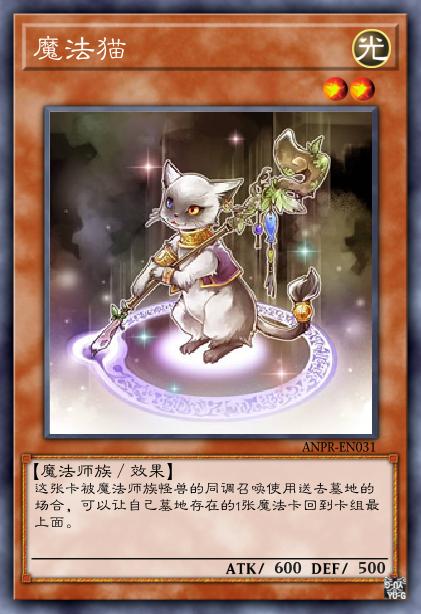 魔法猫
光
ANPR-EN031
【魔法师族／效果】
这张卡被魔法师族怪兽的同调召唤使用送去墓地的
场合，可以让自己墓地存在的1张魔法卡回到卡组最
上面。
ATK/ 600 DEF/ 500